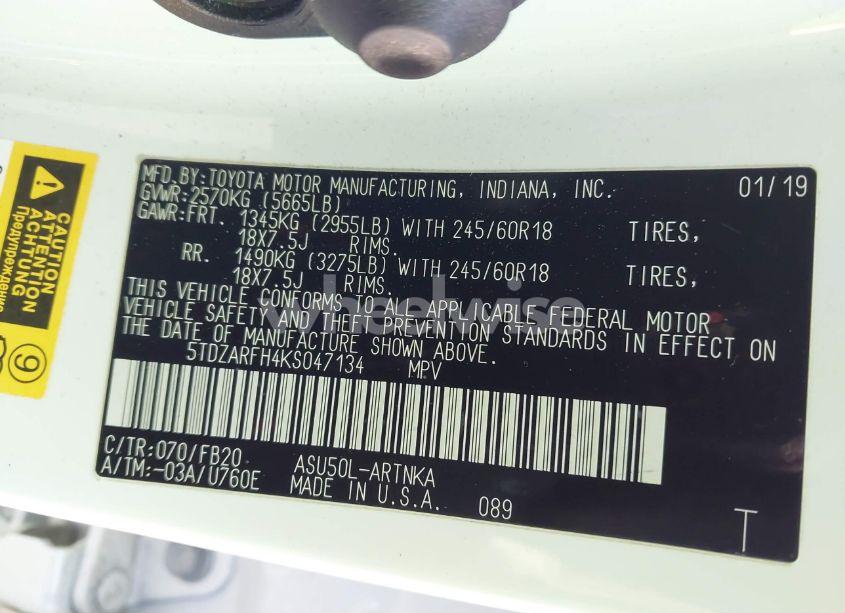 MFD.BY:TOYOTA MOTOR MANUFACTURING, INDIANA, INC. 01/19
GVWR:2570KG (5665LB)
GAWR:FRT. 1345KG (2955LB) WITH 245/60R18 TIRES,
18X7.5J RIMS.
RR. 1490KG (3275LB) WITH 245/60R18 TIRES,
18X7.5J RIMS.
THIS VEHICLE CONFORMS TO ALL APPLICABLE FEDERAL MOTOR
VEHICLE SAFETY AND THEFT PREVENTION STANDARDS IN EFFECT ON
THE DATE OF MANUFACTURE SHOWN ABOVE.
5TDZARFH4KS047134 MPV
C/TR:070/FB20
A/TM:-03A/U760E
ASU50L-ARTNKA
MADE IN U.S.A. 089
T
CAUTION
ATTENTION
ACHTUNG
Предупреждение
9
wheelwise